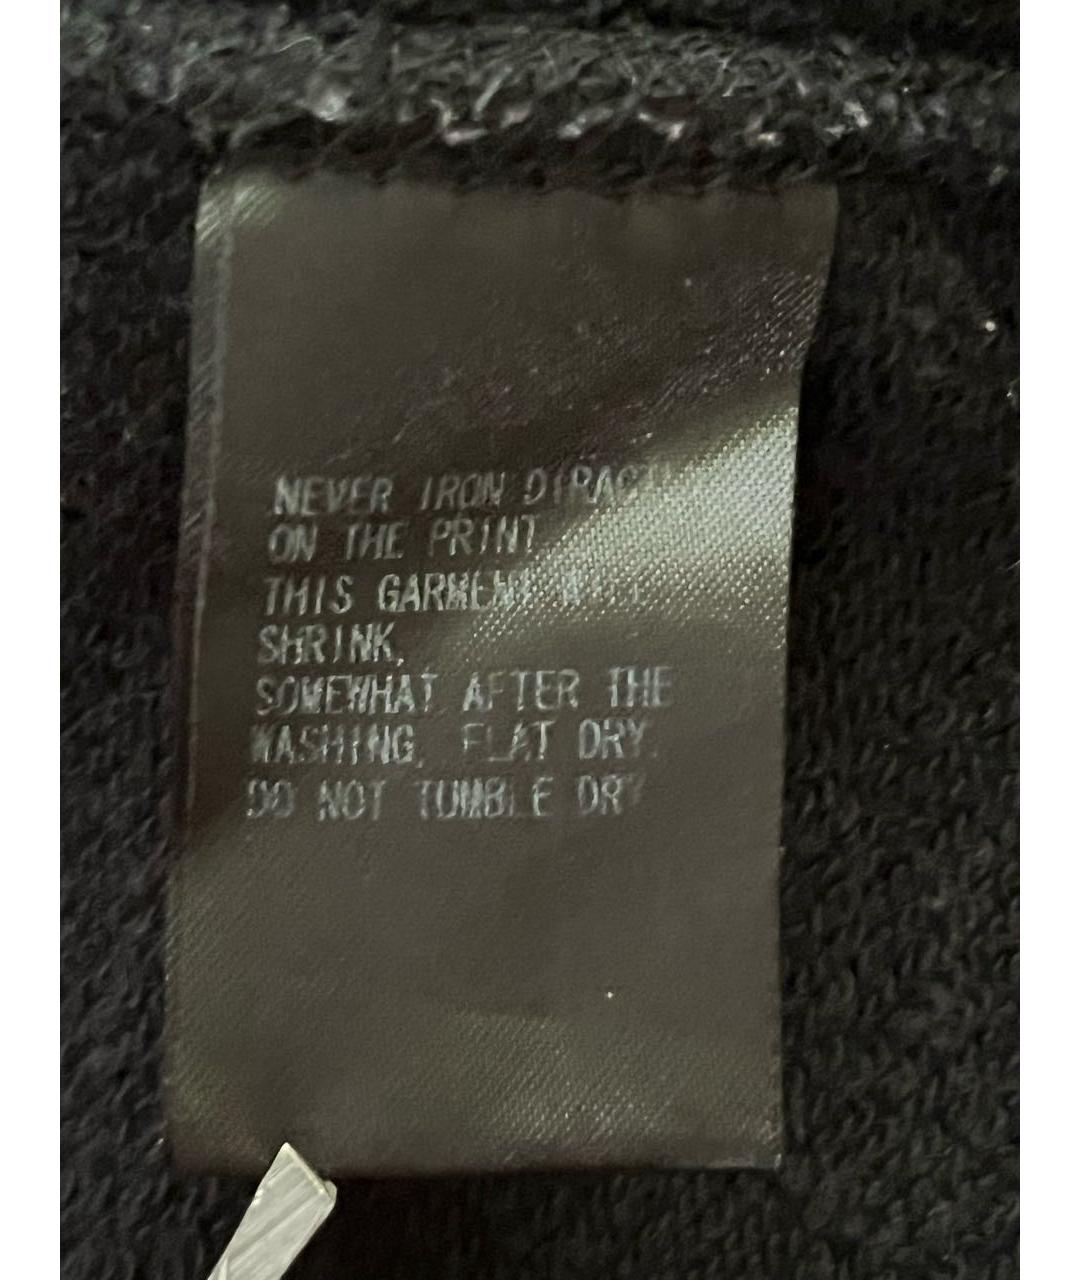 NEVER IRON
ON THE PRINT
THIS GARMENT
SHRINK.
SOMEWHAT AFTER THE
WASHING. FLAT DRY.
DO NOT TUMBLE DRY